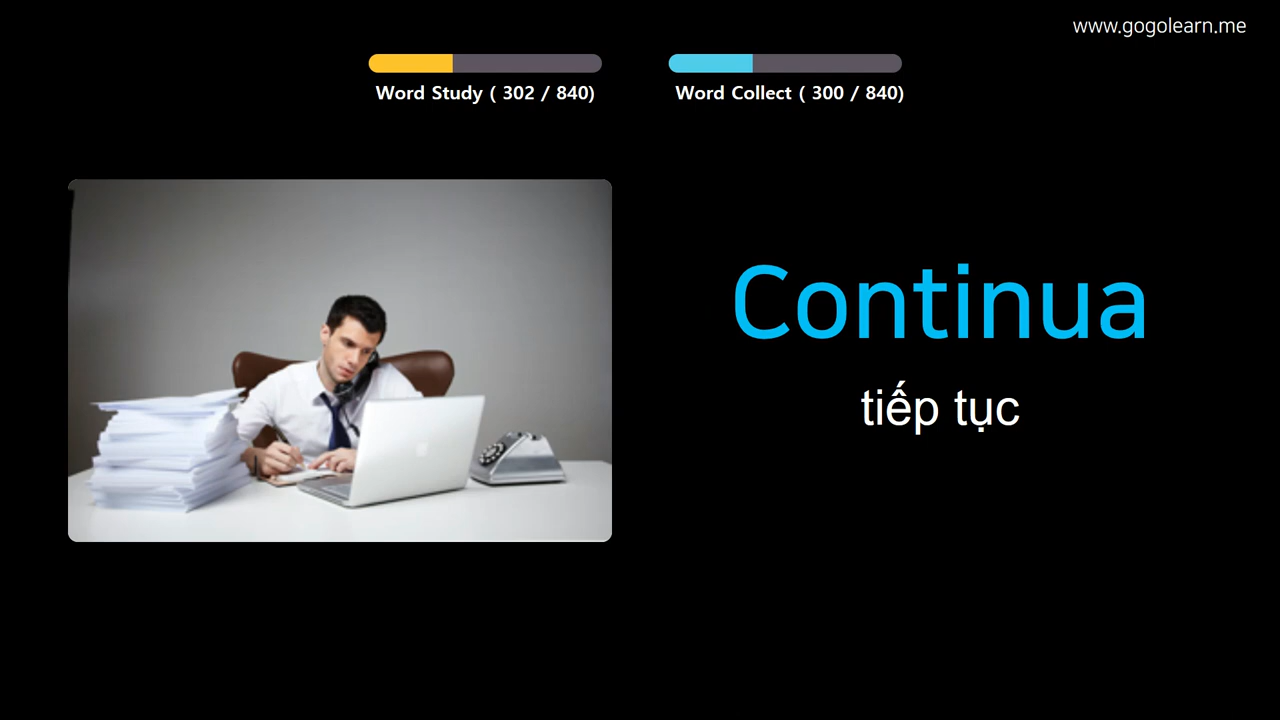 www.gogolearn.me
Word Study ( 302 / 840)
Word Collect ( 300 / 840)
Continua
tiếp tục